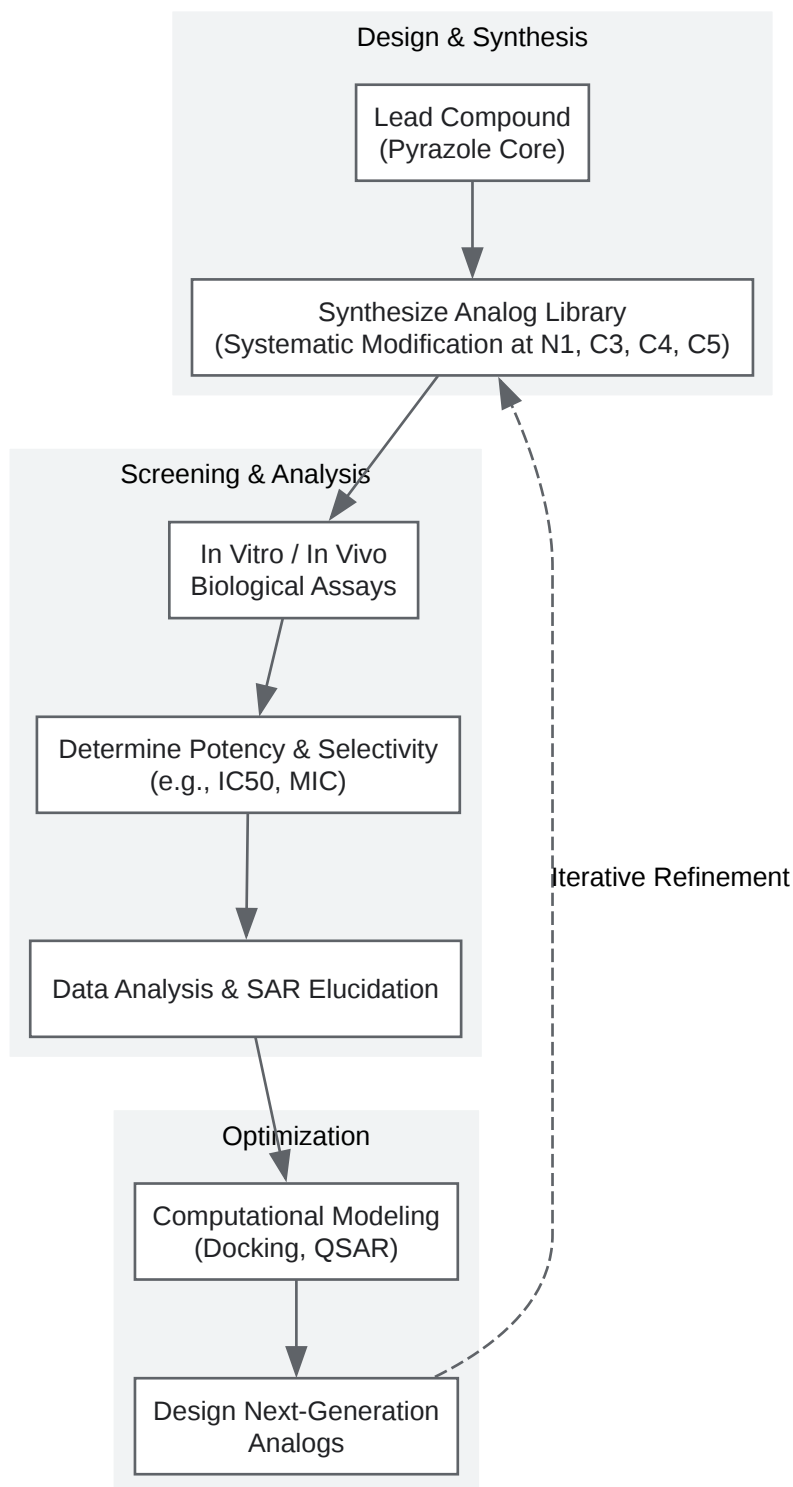 Design & Synthesis
Lead Compound
(Pyrazole Core)
Synthesize Analog Library
(Systematic Modification at N1, C3, C4, C5)
Screening & Analysis
In Vitro / In Vivo
Biological Assays
Determine Potency & Selectivity
(e.g., IC50, MIC)
Iterative Refinement
Data Analysis & SAR Elucidation
Optimization
Computational Modeling
(Docking, QSAR)
Design Next-Generation
Analogs